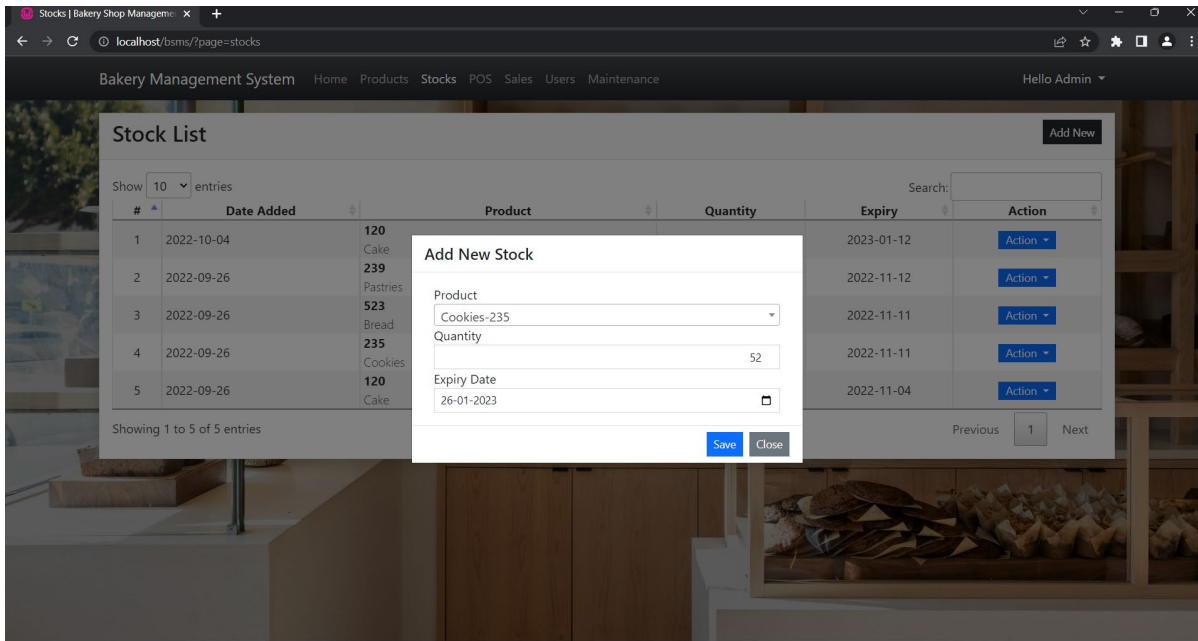 Stocks | Bakery Shop Manageme
localhost/bsms/?page=stocks
Bakery Management System Home Products Stocks POS Sales Users Maintenance Hello Admin
Stock List Add New
Show 10 entries Search:
# Date Added Product Quantity Expiry Action
1 2022-10-04 120 Cake 2023-01-12 Action
2 2022-09-26 239 Pastries 2022-11-12 Action
3 2022-09-26 523 Bread 2022-11-11 Action
4 2022-09-26 235 Cookies 2022-11-11 Action
5 2022-09-26 120 Cake 2022-11-04 Action
Showing 1 to 5 of 5 entries Previous 1 Next
Add New Stock
Product
Cookies-235
Quantity
52
Expiry Date
26-01-2023
Save Close